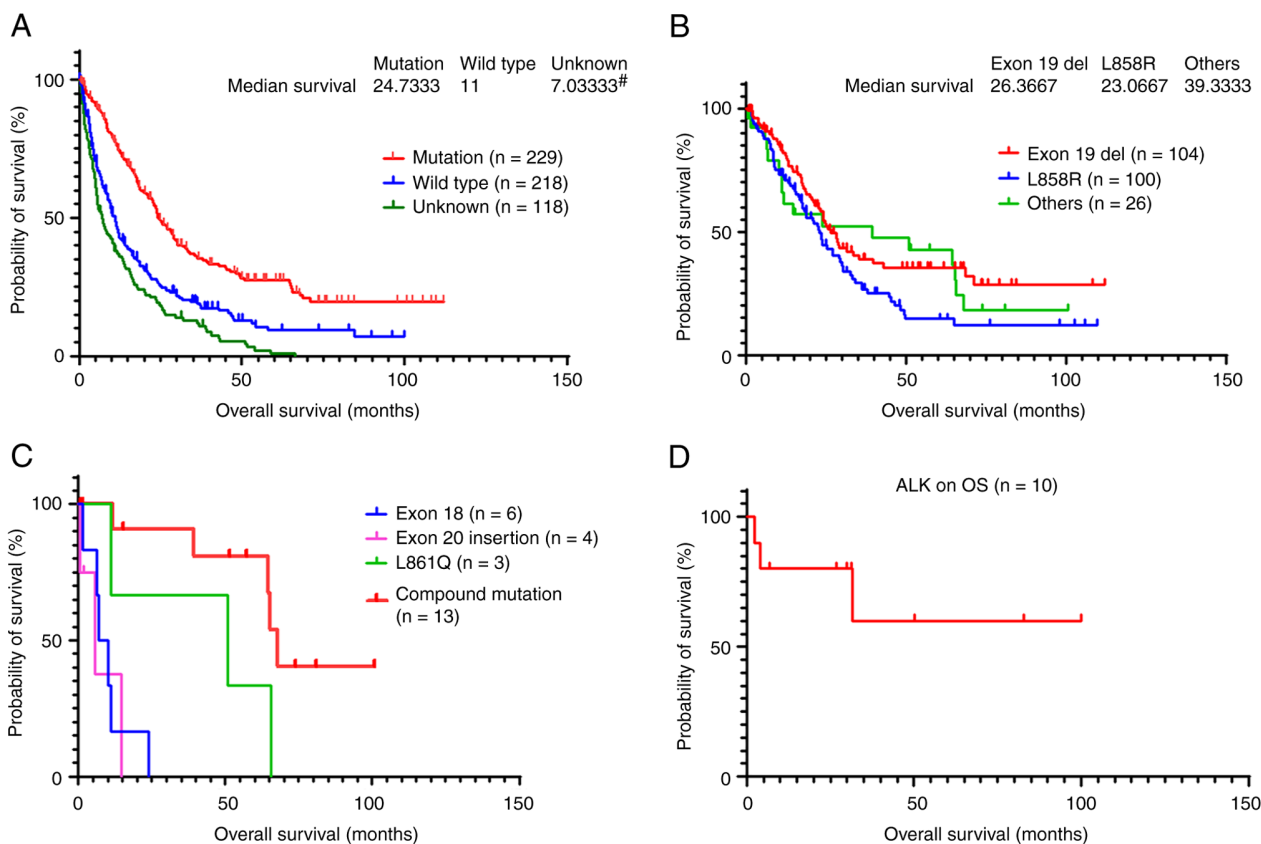 A
Mutation Wild type Unknown
Median survival 24.7333 11 7.03333#
Mutation (n = 229)
Wild type (n = 218)
Unknown (n = 118)
Probability of survival (%)
100
50
0
0 50 100 150
Overall survival (months)
B
Exon 19 del L858R Others
Median survival 26.3667 23.0667 39.3333
Exon 19 del (n = 104)
L858R (n = 100)
Others (n = 26)
Probability of survival (%)
100
50
0
0 50 100 150
Overall survival (months)
C
Exon 18 (n = 6)
Exon 20 insertion (n = 4)
L861Q (n = 3)
Compound mutation
(n = 13)
Probability of survival (%)
100
50
0
0 50 100 150
Overall survival (months)
D
ALK on OS (n = 10)
Probability of survival (%)
100
50
0
0 50 100 150
Overall survival (months)